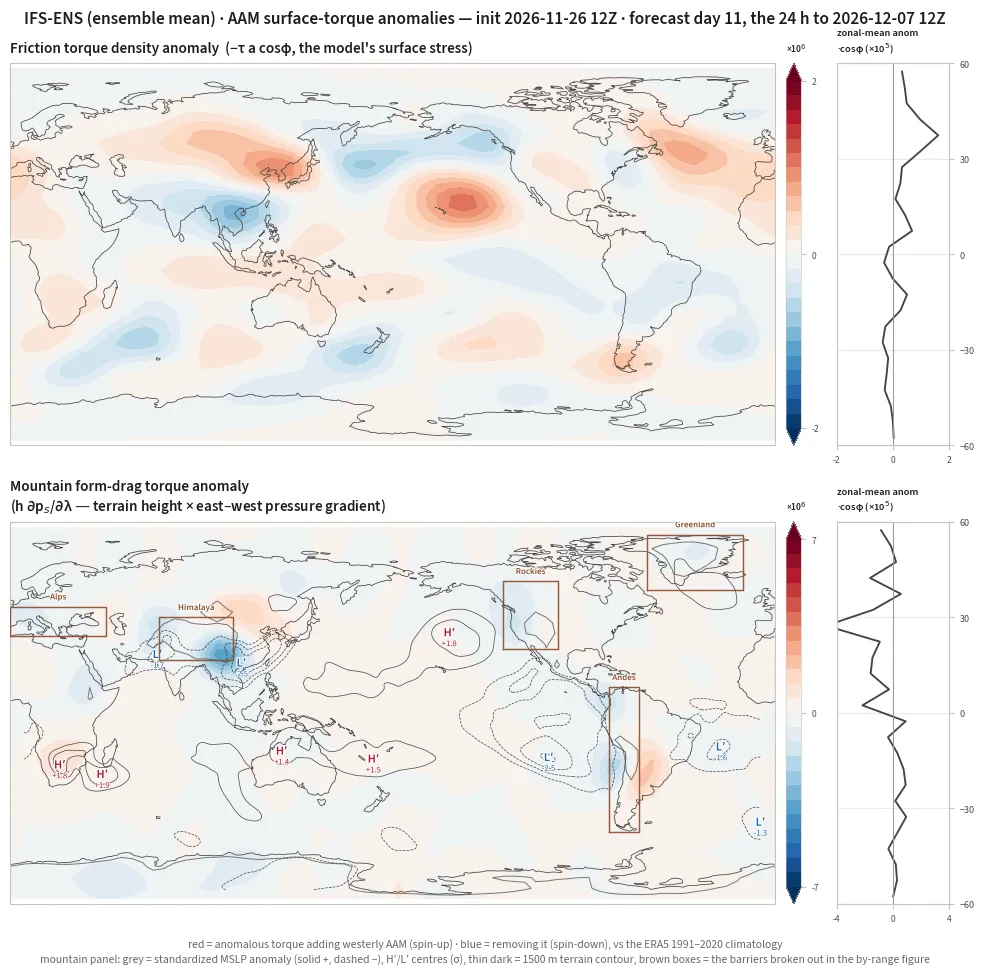 IFS-ENS (ensemble mean) · AAM surface-torque anomalies — init 2026-11-26 12Z · forecast day 11, the 24 h to 2026-12-07 12Z
Friction torque density anomaly (−τ a cosφ, the model's surface stress)
×10⁶
zonal-mean anom
·cosφ (×10⁵)
2
0
-2
60
30
0
−30
−60
-2
0
2
Mountain form-drag torque anomaly
(h ∂pₛ/∂λ — terrain height × east–west pressure gradient)
×10⁶
zonal-mean anom
·cosφ (×10⁵)
Greenland
Rockies
Alps
Himalaya
Andes
H′
+1.8
L′
L′
H′
+1.8
H′
+1.9
H′
+1.4
H′
+1.5
L′
-2.5
L′
-1.6
L′
-1.3
7
0
-7
60
30
0
−30
−60
-4
0
4
red = anomalous torque adding westerly AAM (spin-up) · blue = removing it (spin-down), vs the ERA5 1991–2020 climatology
mountain panel: grey = standardized MSLP anomaly (solid +, dashed –), H′/L′ centres (σ), thin dark = 1500 m terrain contour, brown boxes = the barriers broken out in the by-range figure